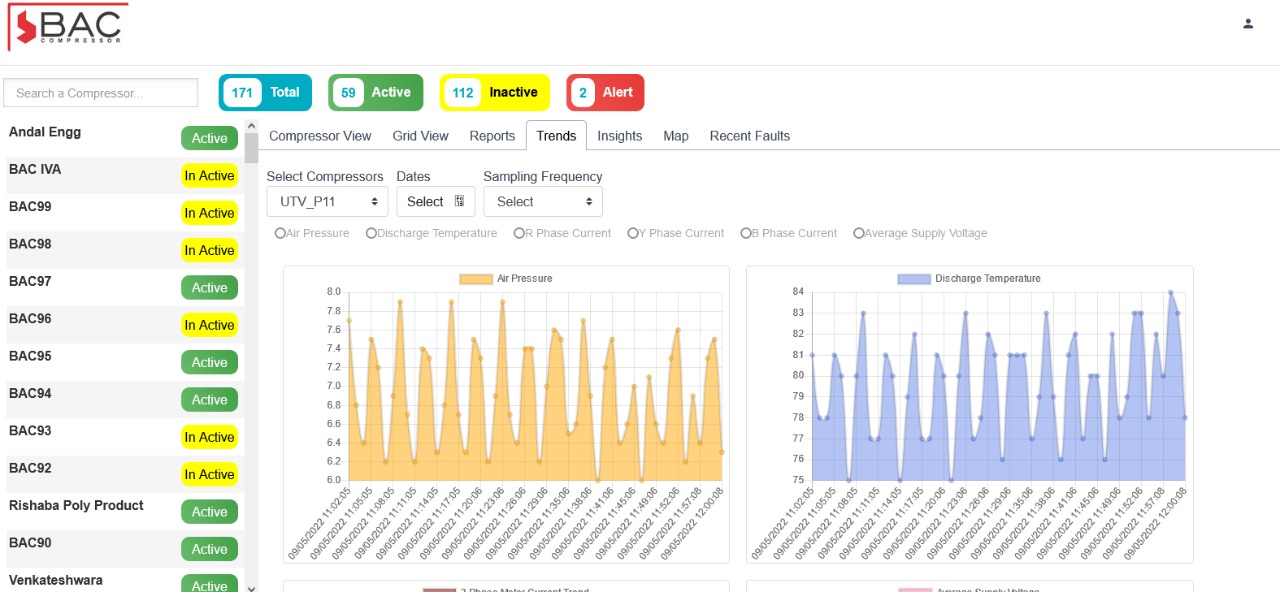 BAC
COMPRESSOR
Search a Compressor...
171 Total
59 Active
112 Inactive
2 Alert
Andal Engg Active
BAC IVA In Active
BAC99 In Active
BAC98 In Active
BAC97 Active
BAC96 In Active
BAC95 Active
BAC94 Active
BAC93 In Active
BAC92 In Active
Rishaba Poly Product Active
BAC90 Active
Venkateshwara Active
Compressor View Grid View Reports Trends Insights Map Recent Faults
Select Compressors Dates Sampling Frequency
UTV_P11 Select Select
Air Pressure Discharge Temperature R Phase Current Y Phase Current B Phase Current Average Supply Voltage
Air Pressure
8.0
7.8
7.6
7.4
7.2
7.0
6.8
6.6
6.4
6.2
6.0
09/05/2022 11:02:05
09/05/2022 11:05:05
09/05/2022 11:08:05
09/05/2022 11:11:05
09/05/2022 11:14:05
09/05/2022 11:17:05
09/05/2022 11:20:06
09/05/2022 11:23:06
09/05/2022 11:26:06
09/05/2022 11:29:06
09/05/2022 11:35:06
09/05/2022 11:38:06
09/05/2022 11:41:06
09/05/2022 11:45:06
09/05/2022 11:49:06
09/05/2022 11:52:06
09/05/2022 11:57:08
09/05/2022 12:00:08
Discharge Temperature
84
83
82
81
80
79
78
77
76
75
09/05/2022 11:02:05
09/05/2022 11:05:05
09/05/2022 11:08:05
09/05/2022 11:11:05
09/05/2022 11:14:05
09/05/2022 11:17:05
09/05/2022 11:20:06
09/05/2022 11:23:06
09/05/2022 11:26:06
09/05/2022 11:29:06
09/05/2022 11:35:06
09/05/2022 11:38:06
09/05/2022 11:41:06
09/05/2022 11:45:06
09/05/2022 11:49:06
09/05/2022 11:52:06
09/05/2022 11:57:08
09/05/2022 12:00:08
3 Phase Motor Current Trend
Average Supply Voltage